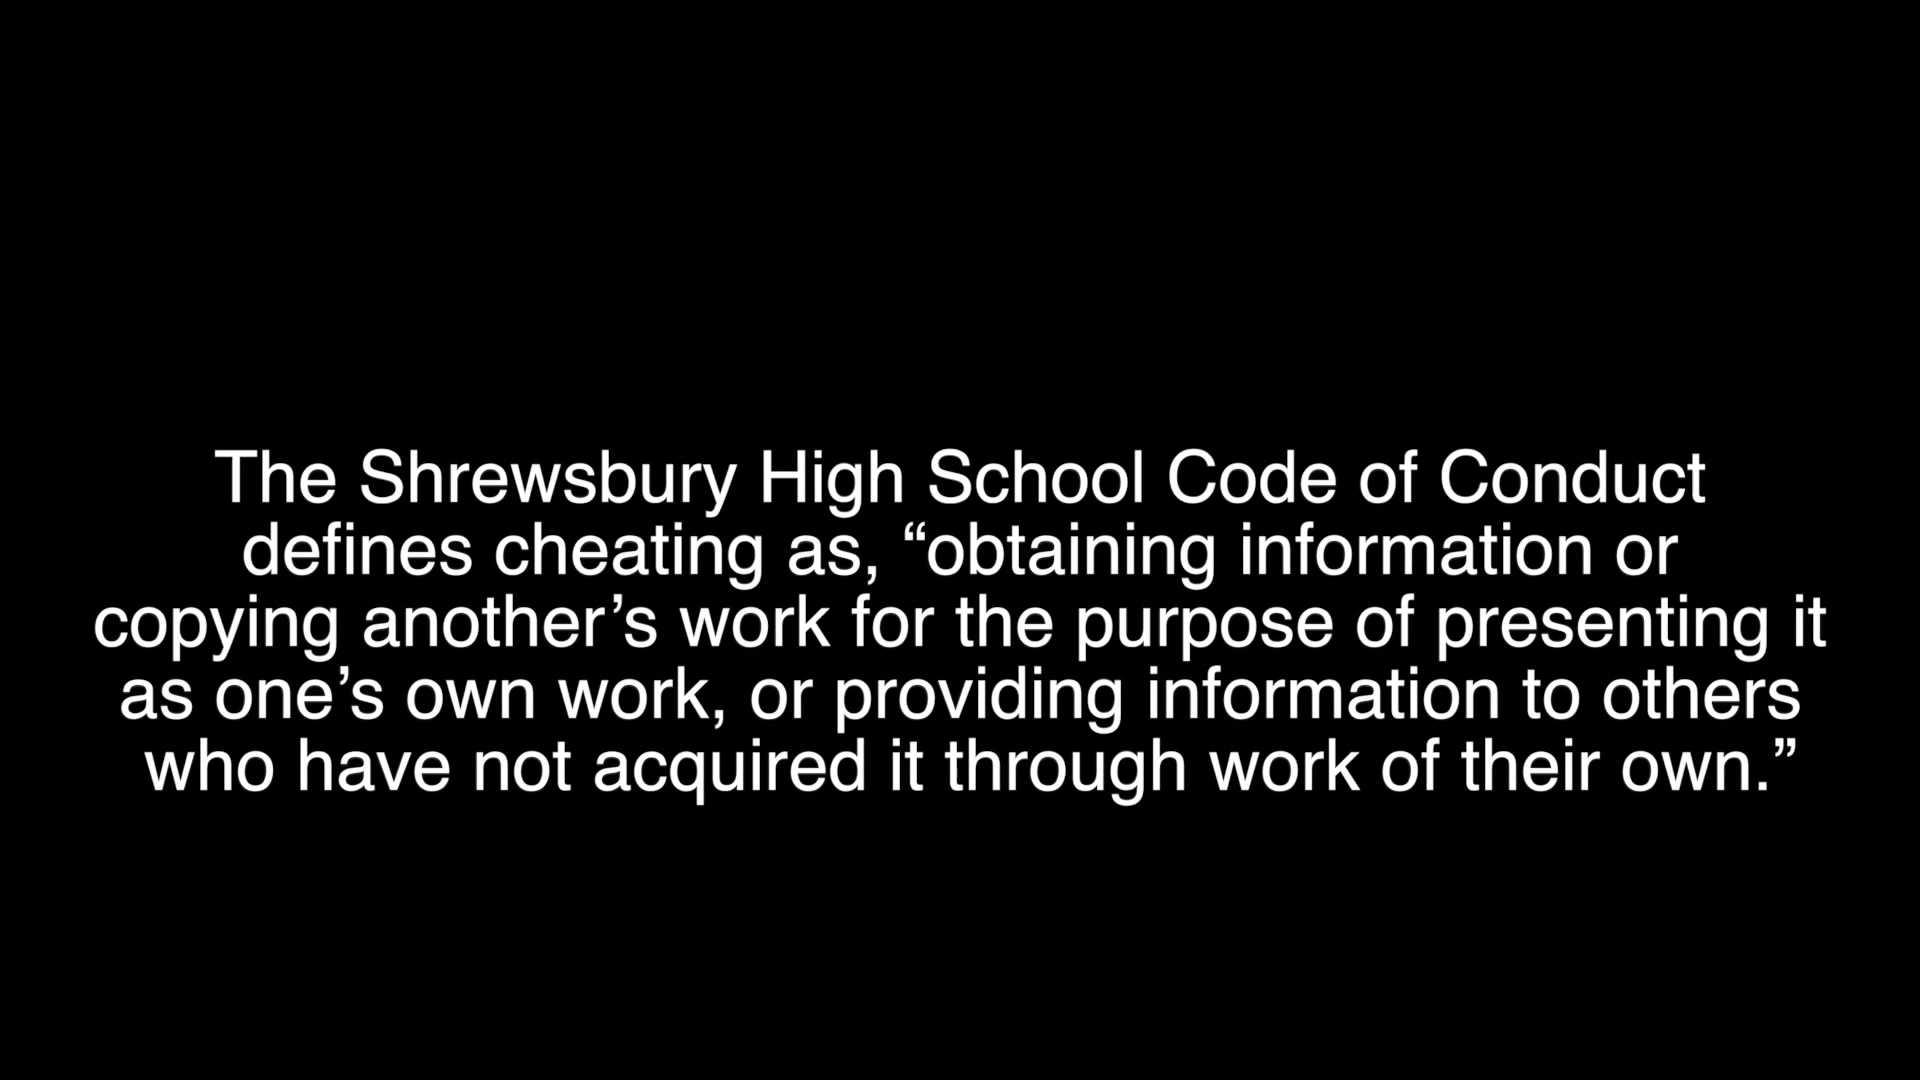 The Shrewsbury High School Code of Conduct
defines cheating as, “obtaining information or
copying another’s work for the purpose of presenting it
as one’s own work, or providing information to others
who have not acquired it through work of their own.”